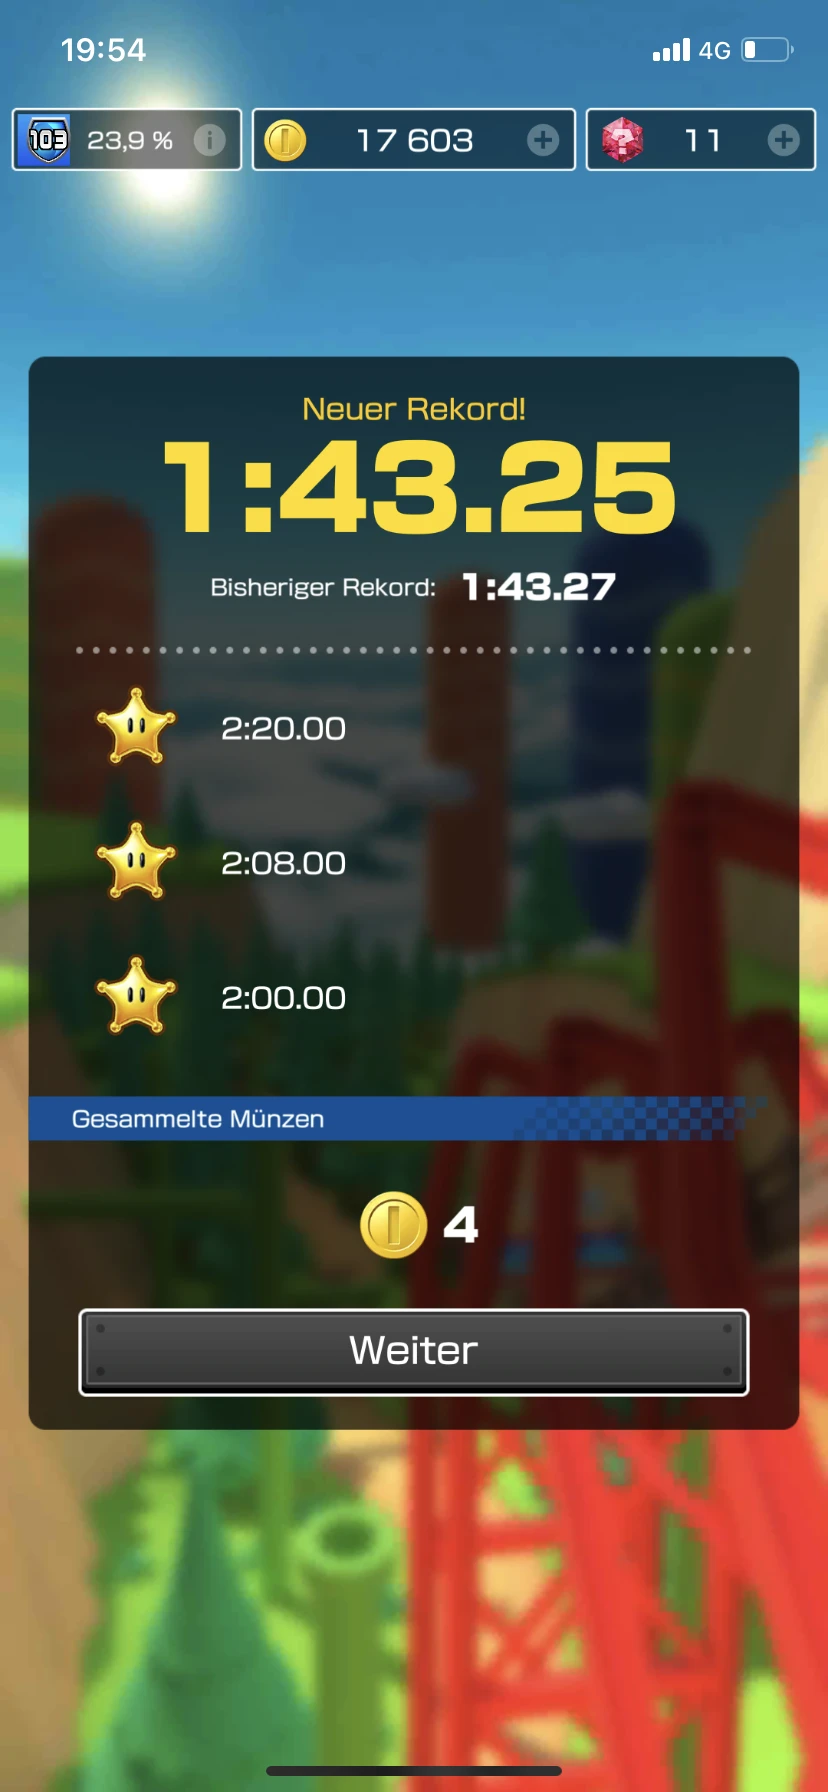 19:54
4G
103 23,9 % i 17 603 + ? 11 +
Neuer Rekord!
1:43.25
Bisheriger Rekord: 1:43.27
2:20.00
2:08.00
2:00.00
Gesammelte Münzen
4
Weiter